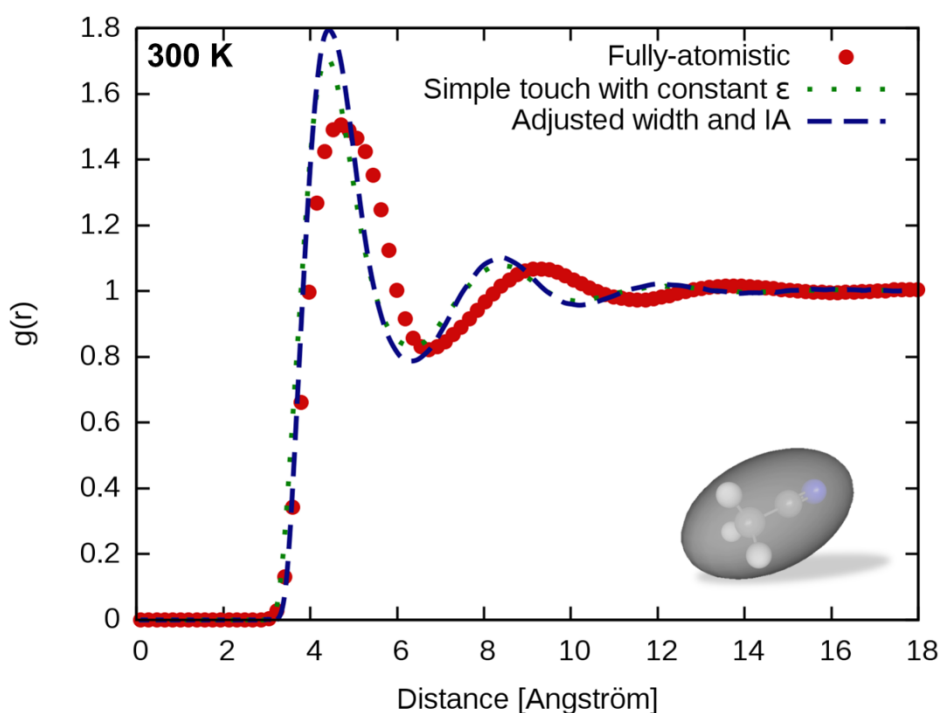 300 K
Fully-atomistic
Simple touch with constant ε
Adjusted width and IA
1.8
1.6
1.4
1.2
1
0.8
0.6
0.4
0.2
0
g(r)
0 2 4 6 8 10 12 14 16 18
Distance [Angström]